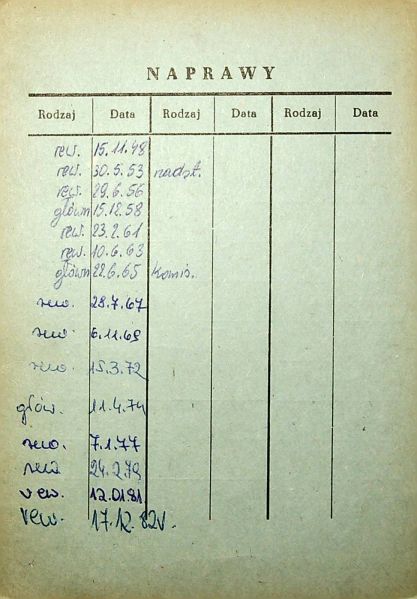 NAPRAWY
Rodzaj Data Rodzaj Data Rodzaj Data
rew. 15.11.48
rew. 30.5.53 nadzt.
rew. 29.6.56
główn 15.12.58
rew. 23.2.61
rew. 10.6.63
główn 22.6.65 komis.
rew. 28.7.67
rew. 6.11.69
rew. 15.3.72
głów. 11.4.74
rew. 7.1.77
rew 24.2.79
rew. 12.01.81
rew. 17.12.82r.